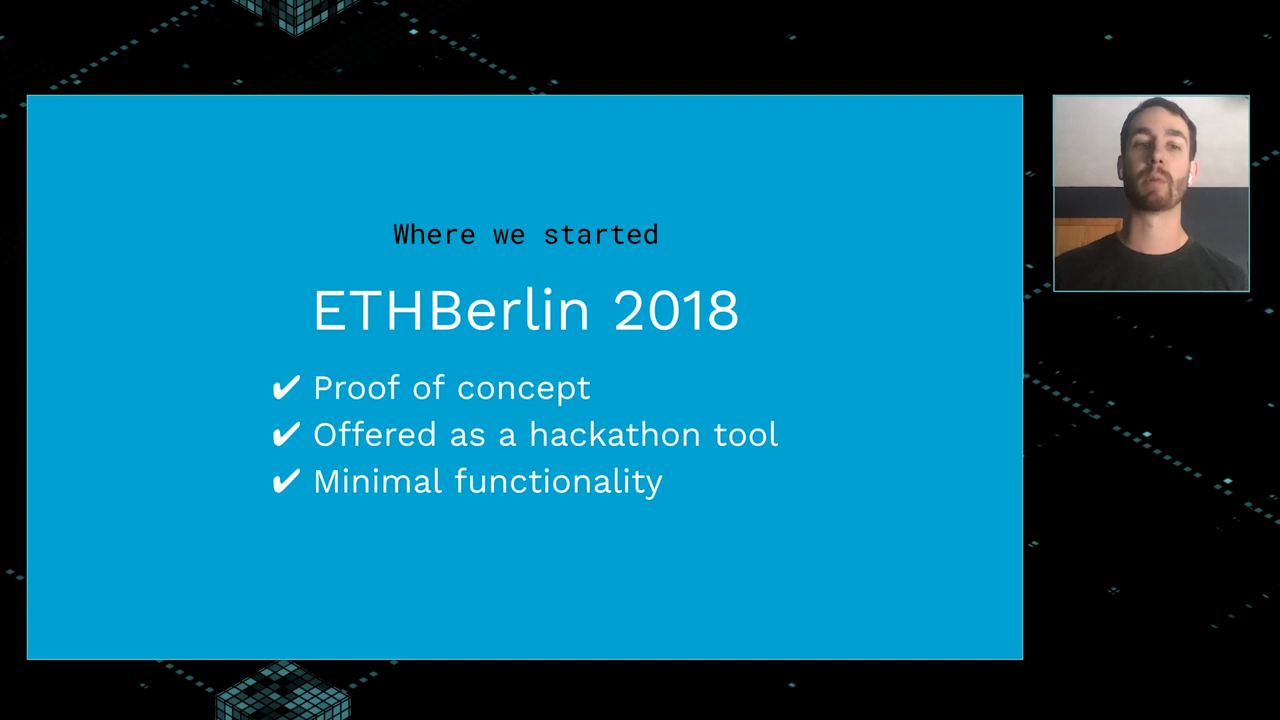 Where we started
ETHBerlin 2018
✔ Proof of concept
✔ Offered as a hackathon tool
✔ Minimal functionality